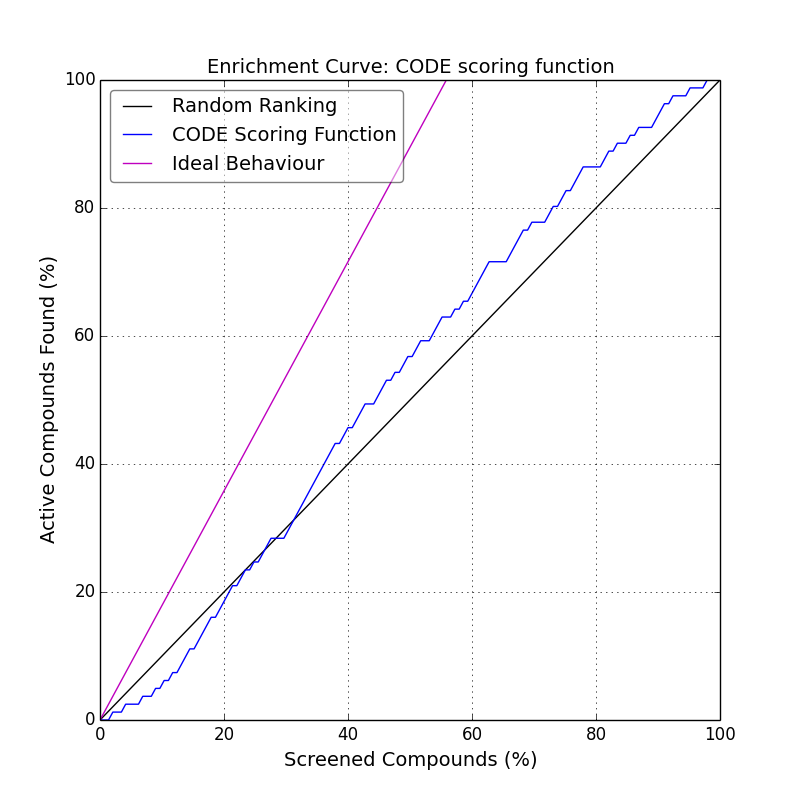 Enrichment Curve: CODE scoring function
100
Random Ranking
CODE Scoring Function
Ideal Behaviour
80
60
40
20
0
Active Compounds Found (%)
0 20 40 60 80 100
Screened Compounds (%)